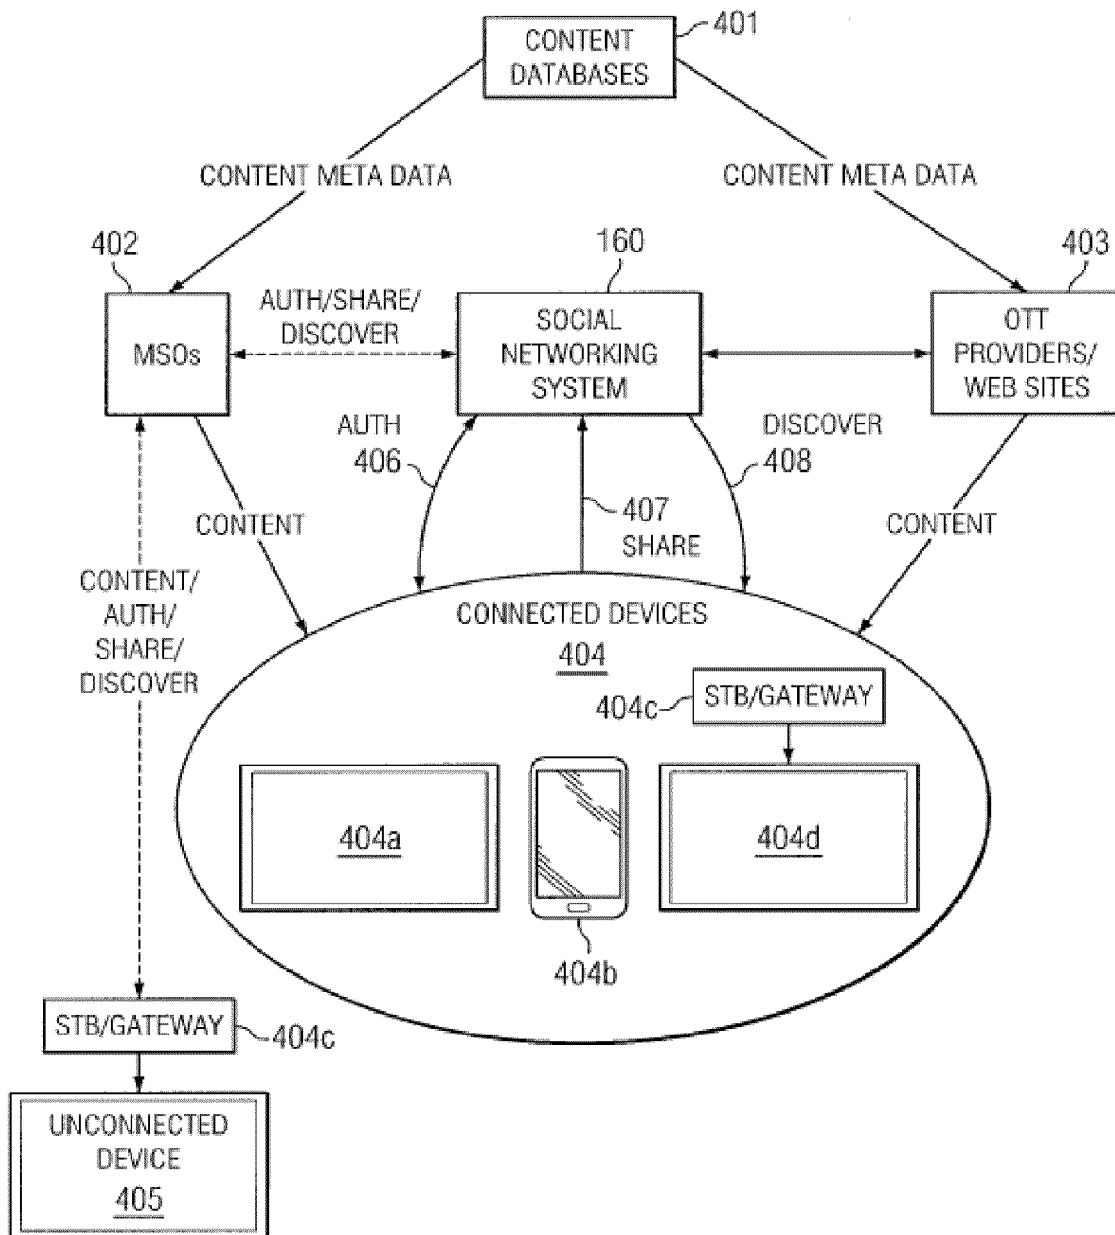 CONTENT
DATABASES
401
CONTENT META DATA
CONTENT META DATA
402
160
403
MSOs
AUTH/SHARE/
DISCOVER
SOCIAL
NETWORKING
SYSTEM
OTT
PROVIDERS/
WEB SITES
AUTH
406
DISCOVER
408
407
SHARE
CONTENT
CONTENT
CONTENT/
AUTH/
SHARE/
DISCOVER
CONNECTED DEVICES
404
404c
STB/GATEWAY
404a
404d
404b
STB/GATEWAY
404c
UNCONNECTED
DEVICE
405